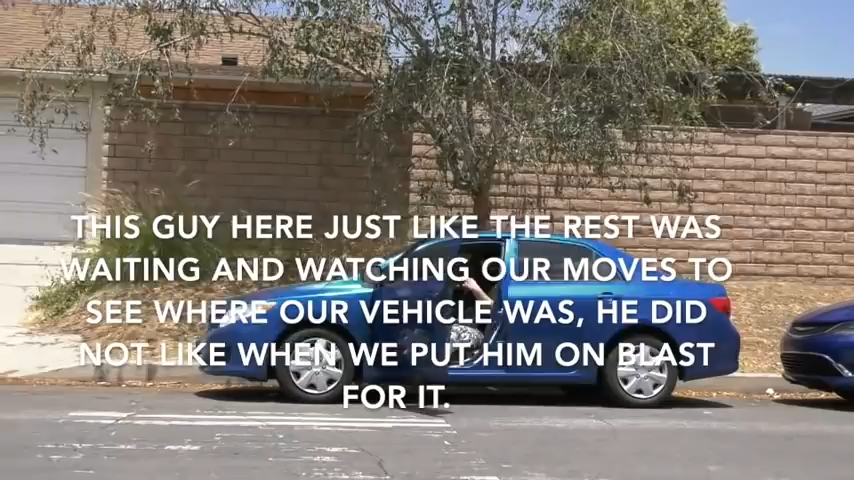 THIS GUY HERE JUST LIKE THE REST WAS
WAITING AND WATCHING OUR MOVES TO
SEE WHERE OUR VEHICLE WAS, HE DID
NOT LIKE WHEN WE PUT HIM ON BLAST
FOR IT.